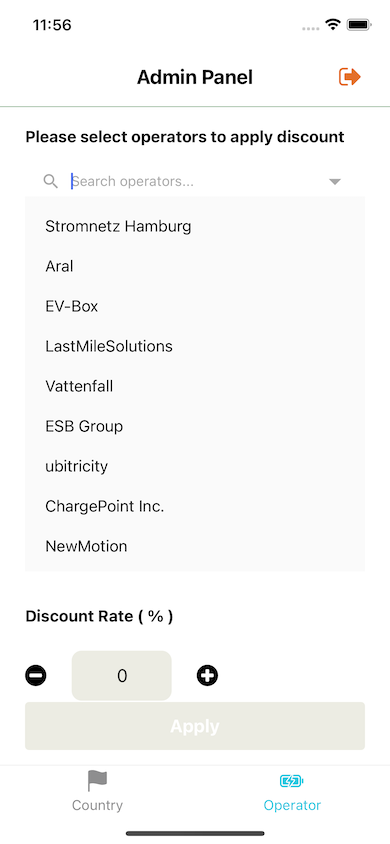 11:56
Admin Panel
Please select operators to apply discount
Search operators...
Stromnetz Hamburg
Aral
EV-Box
LastMileSolutions
Vattenfall
ESB Group
ubitricity
ChargePoint Inc.
NewMotion
Discount Rate ( % )
0
Apply
Country
Operator